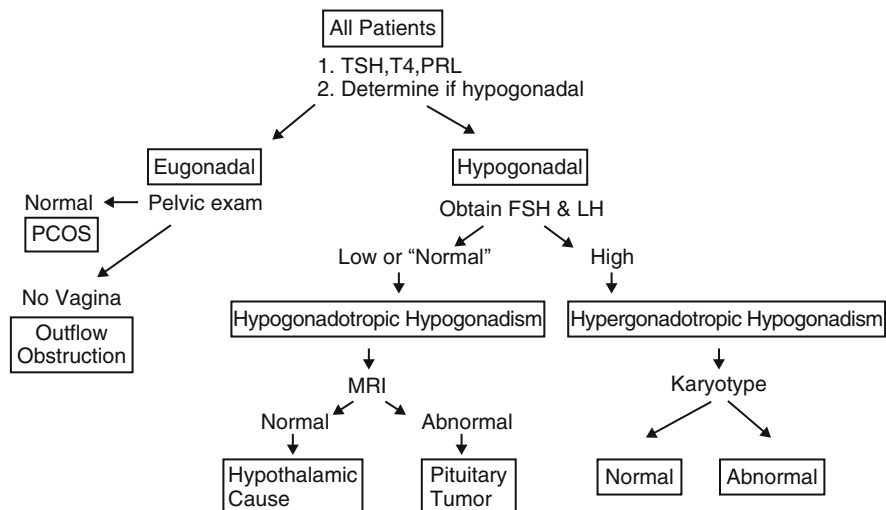 All Patients
1. TSH,T4,PRL
2. Determine if hypogonadal
Eugonadal
Hypogonadal
Normal
Pelvic exam
Obtain FSH & LH
PCOS
Low or “Normal”
High
No Vagina
Hypogonadotropic Hypogonadism
Hypergonadotropic Hypogonadism
Outflow
Obstruction
MRI
Karyotype
Normal
Abnormal
Hypothalamic
Cause
Pituitary
Tumor
Normal
Abnormal